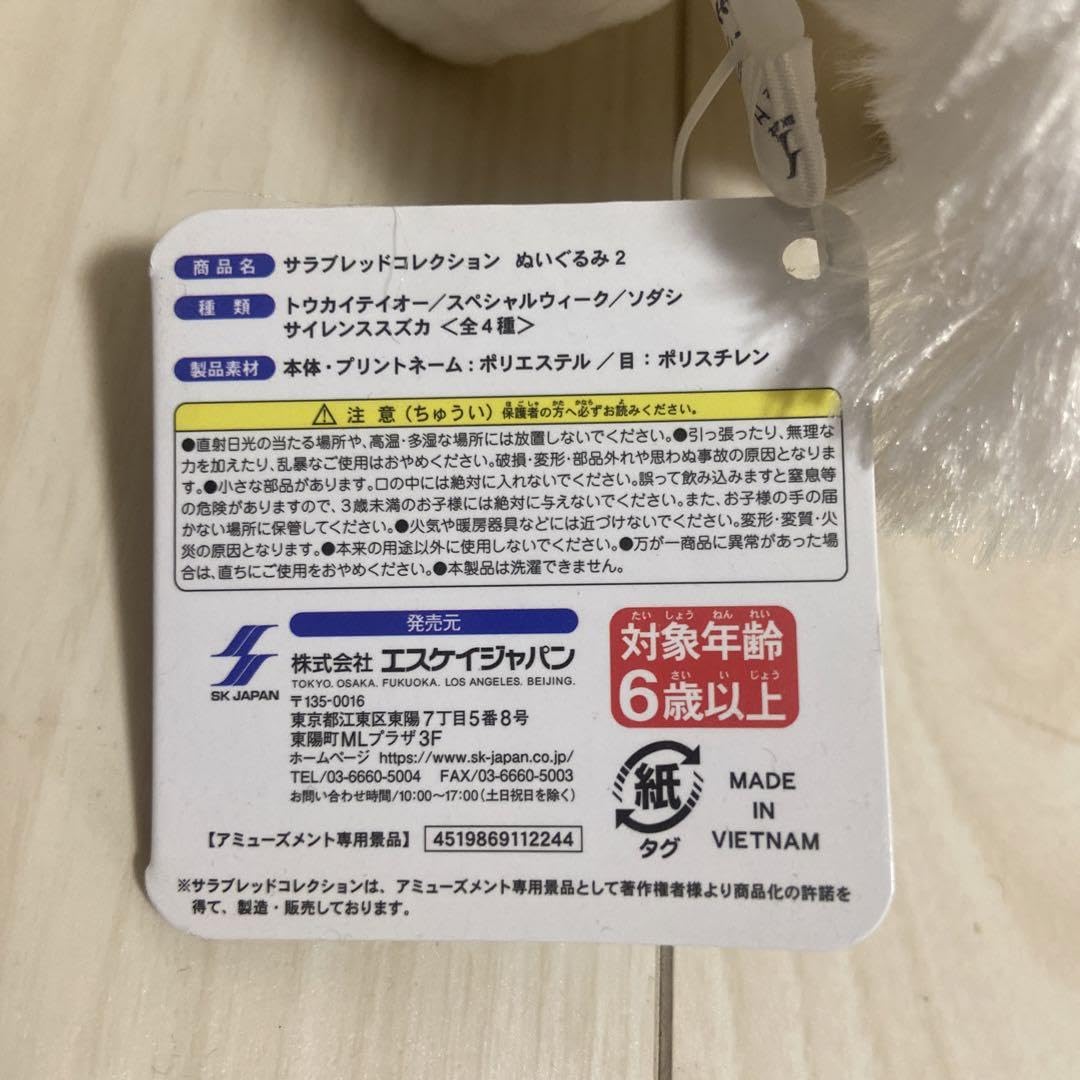 商品名 サラブレッドコレクション ぬいぐるみ2
種類 トウカイテイオー／スペシャルウィーク／ソダシ
サイレンススズカ ＜全4種＞
製品素材 本体・プリントネーム：ポリエステル ／目：ポリスチレン
⚠ 注意（ちゅうい）保護者の方へ必ずお読みください。
●直射日光の当たる場所や、高温・多湿な場所には放置しないでください。●引っ張ったり、無理な
力を加えたり、乱暴なご使用はおやめください。破損・変形・部品外れや思わぬ事故の原因となりま
す。●小さな部品があります。口の中には絶対に入れないでください。誤って飲み込みますと窒息等
の危険がありますので、3歳未満のお子様には絶対に与えないでください。また、お子様の手の届
かない場所に保管してください。●火気や暖房器具などには近づけないでください。変形・変質・火
災の原因となります。●本来の用途以外に使用しないでください。●万が一商品に異常があった場
合は、直ちにご使用をおやめください。●本製品は洗濯できません。
発売元
SK JAPAN
株式会社 エスケイジャパン
TOKYO. OSAKA. FUKUOKA. LOS ANGELES. BEIJING.
〒135-0016
東京都江東区東陽7丁目5番8号
東陽町MLプラザ3F
ホームページ https://www.sk-japan.co.jp/
TEL/03-6660-5004 FAX/03-6660-5003
お問い合わせ時間/10:00〜17:00（土日祝日を除く）
たいしょうねんれい
対象年齢
さいいじょう
6歳以上
紙
タグ
MADE
IN
VIETNAM
【アミューズメント専用景品】 4519869112244
※サラブレッドコレクションは、アミューズメント専用景品として著作権者様より商品化の許諾を
得て、製造・販売しております。